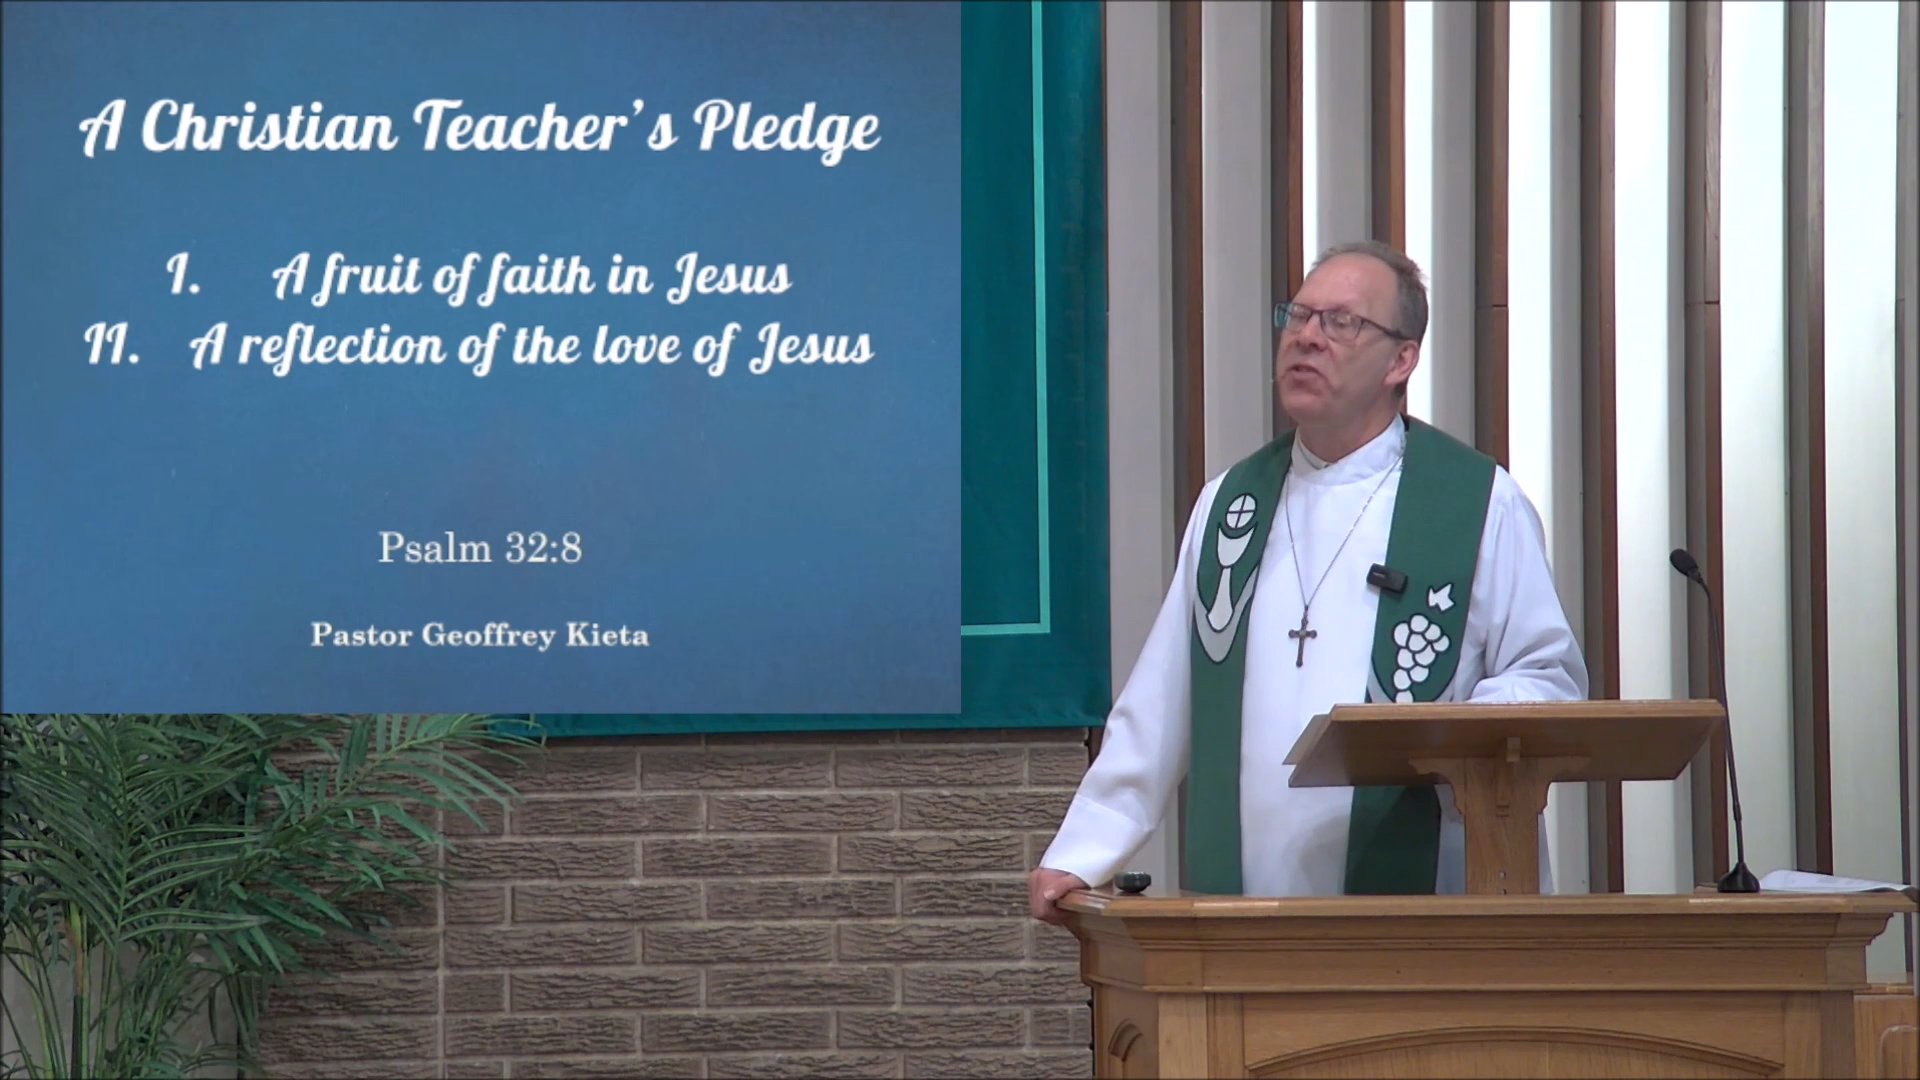 A Christian Teacher's Pledge
I. A fruit of faith in Jesus
II. A reflection of the love of Jesus
Psalm 32:8
Pastor Geoffrey Kieta